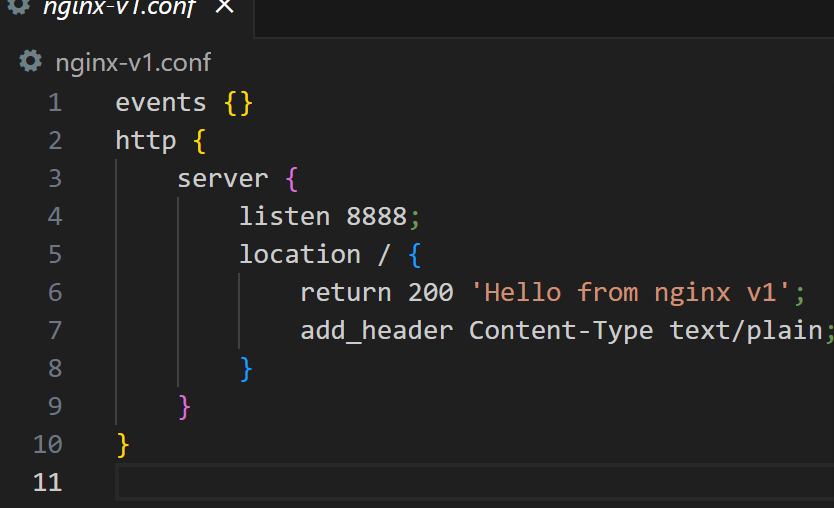 nginx-v1.conf ×
nginx-v1.conf
1 events {}
2 http {
3     server {
4         listen 8888;
5         location / {
6             return 200 'Hello from nginx v1';
7             add_header Content-Type text/plain;
8         }
9     }
10 }
11